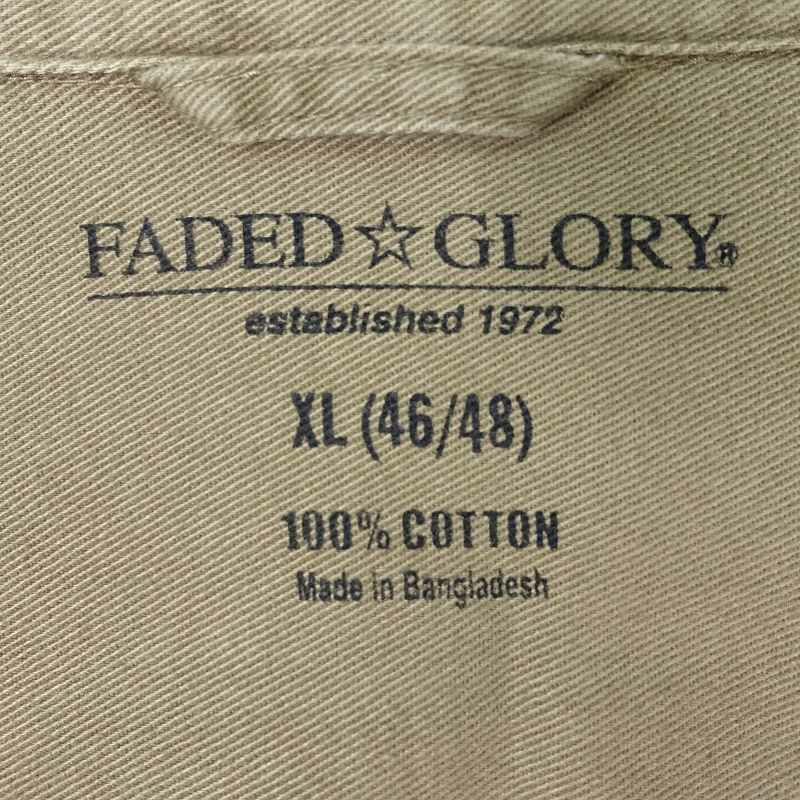 FADED☆GLORY®
established 1972
XL (46/48)
100% COTTON
Made in Bangladesh